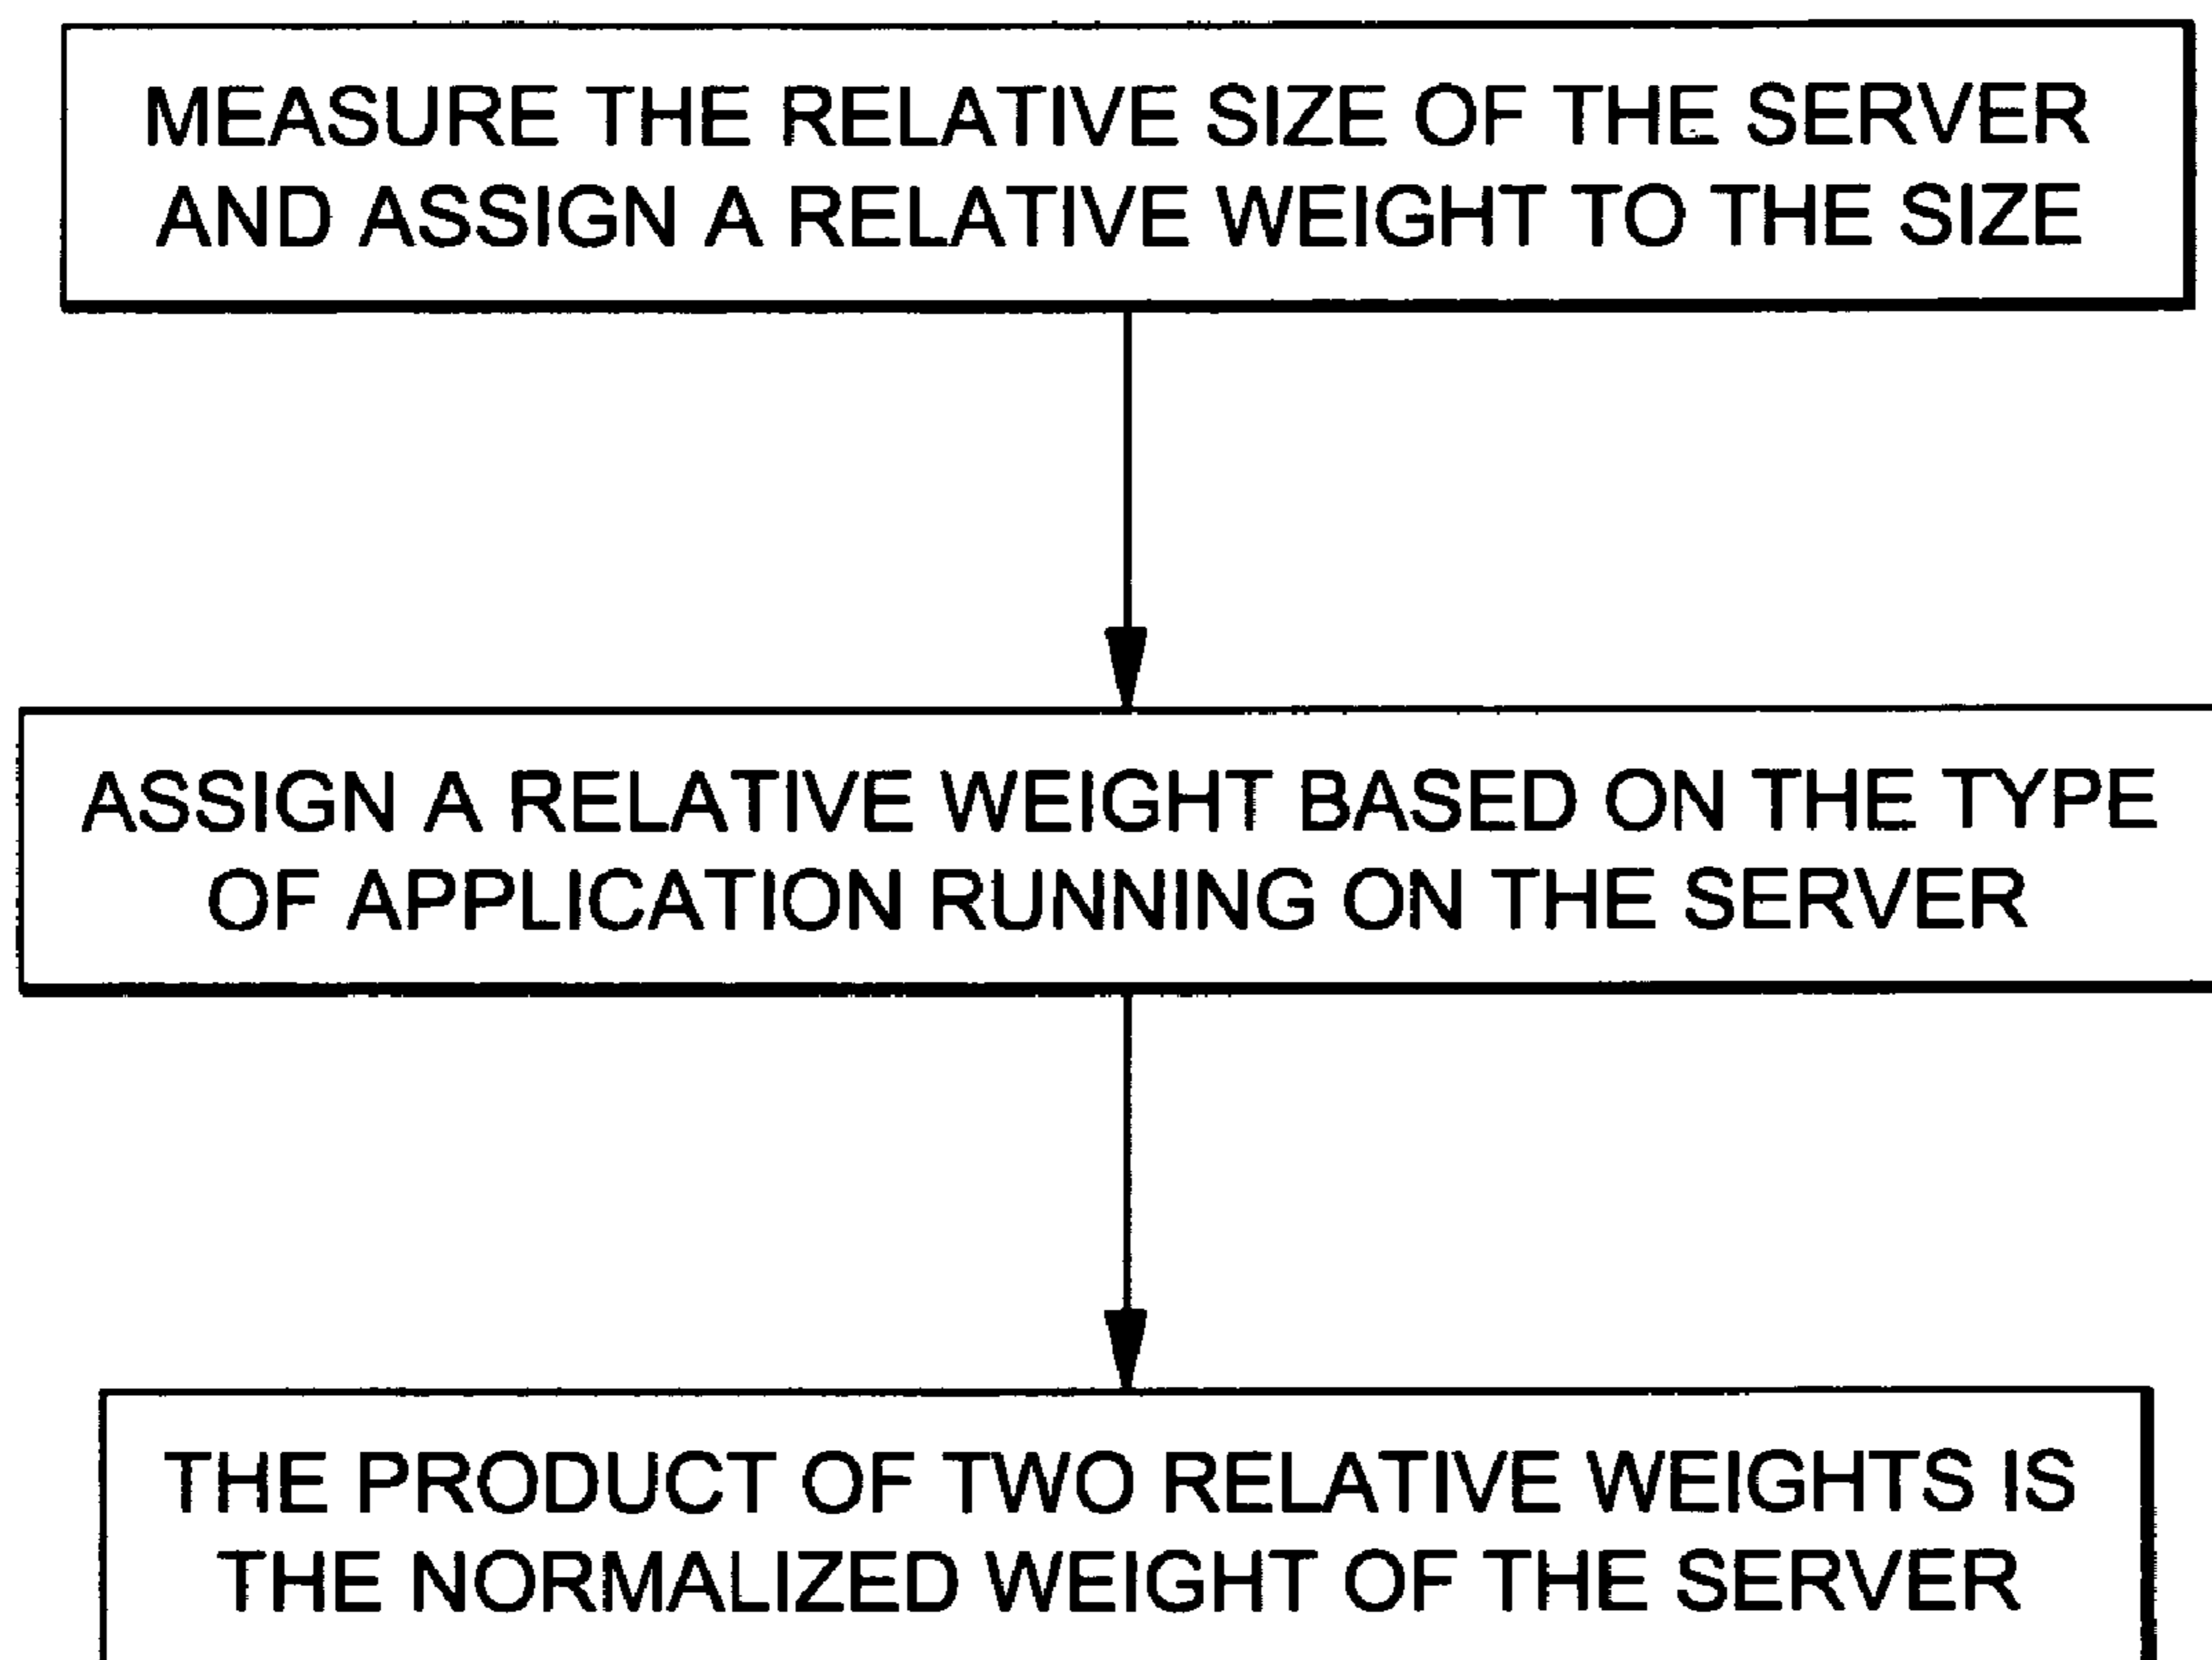 MEASURE THE RELATIVE SIZE OF THE SERVER
AND ASSIGN A RELATIVE WEIGHT TO THE SIZE
ASSIGN A RELATIVE WEIGHT BASED ON THE TYPE
OF APPLICATION RUNNING ON THE SERVER
THE PRODUCT OF TWO RELATIVE WEIGHTS IS
THE NORMALIZED WEIGHT OF THE SERVER